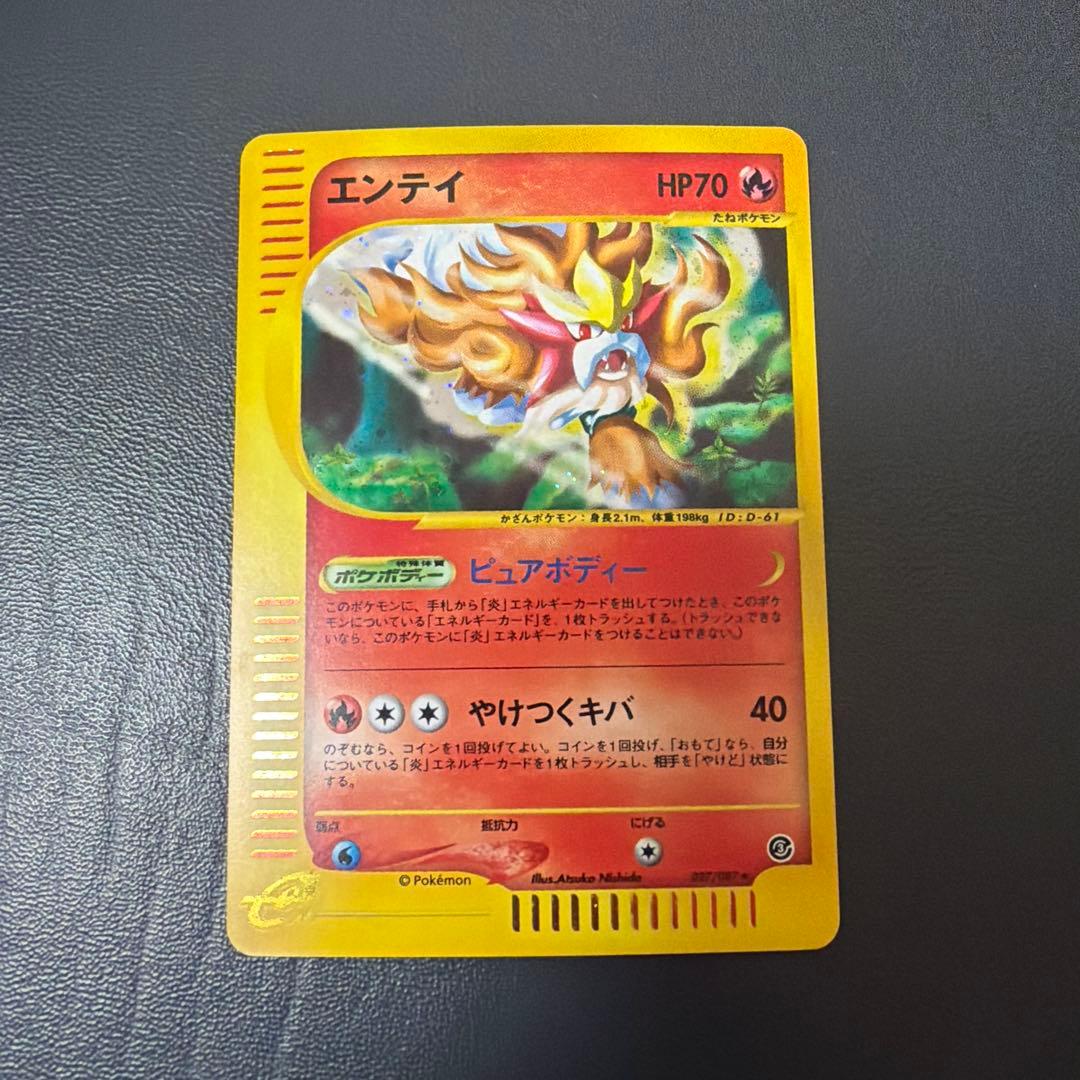 エンテイ HP70
たねポケモン
かざんポケモン：身長2.1m、体重198kg ID:D-61
特殊体質
ポケボディー ピュアボディー
このポケモンに、手札から「炎」エネルギーカードを出してつけたとき、このポケ
モンについている「エネルギーカード」を、1枚トラッシュする。（トラッシュできな
いなら、このポケモンに「炎」エネルギーカードをつけることはできない。）
やけつくキバ 40
のぞむなら、コインを1回投げてよい。コインを1回投げ、「おもて」なら、自分
についている「炎」エネルギーカードを1枚トラッシュし、相手を「やけど」状態に
する。
弱点 抵抗力 にげる
3
© Pokémon Illus.Atsuko Nishida 027/087 ★
e